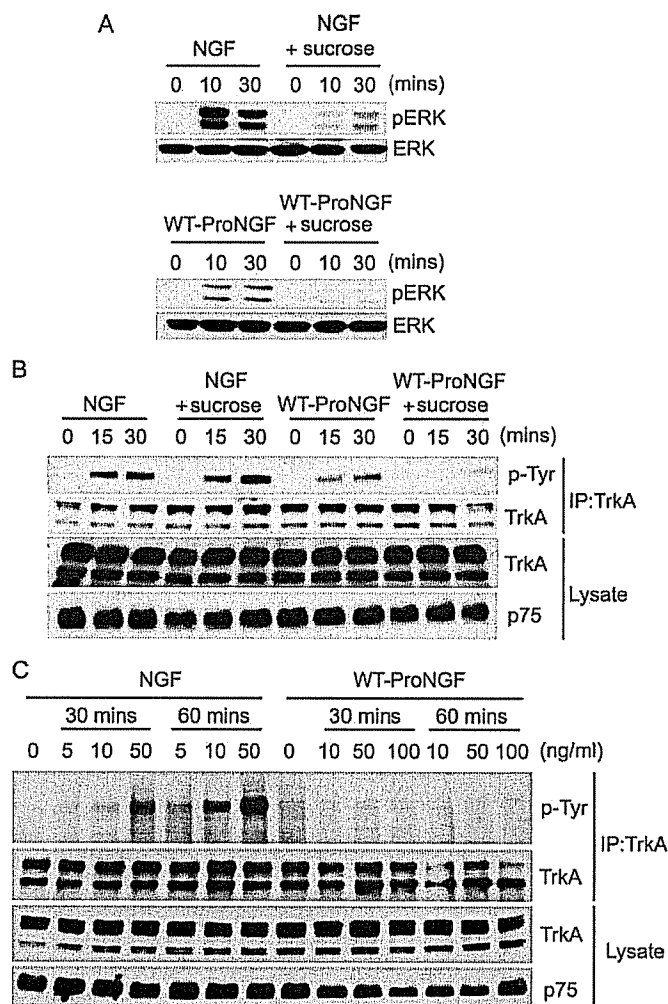 A
NGF
NGF
+ sucrose
0 10 30 0 10 30 (mins)
pERK
ERK
WT-ProNGF
WT-ProNGF
+ sucrose
0 10 30 0 10 30 (mins)
pERK
ERK
B
NGF
NGF
+sucrose
WT-ProNGF
WT-ProNGF
+ sucrose
0 15 30 0 15 30 0 15 30 0 15 30 (mins)
p-Tyr
TrkA
IP:TrkA
TrkA
p75
Lysate
C
NGF WT-ProNGF
30 mins 60 mins 30 mins 60 mins
0 5 10 50 5 10 50 0 10 50 100 10 50 100 (ng/ml)
p-Tyr
TrkA
IP:TrkA
TrkA
p75
Lysate